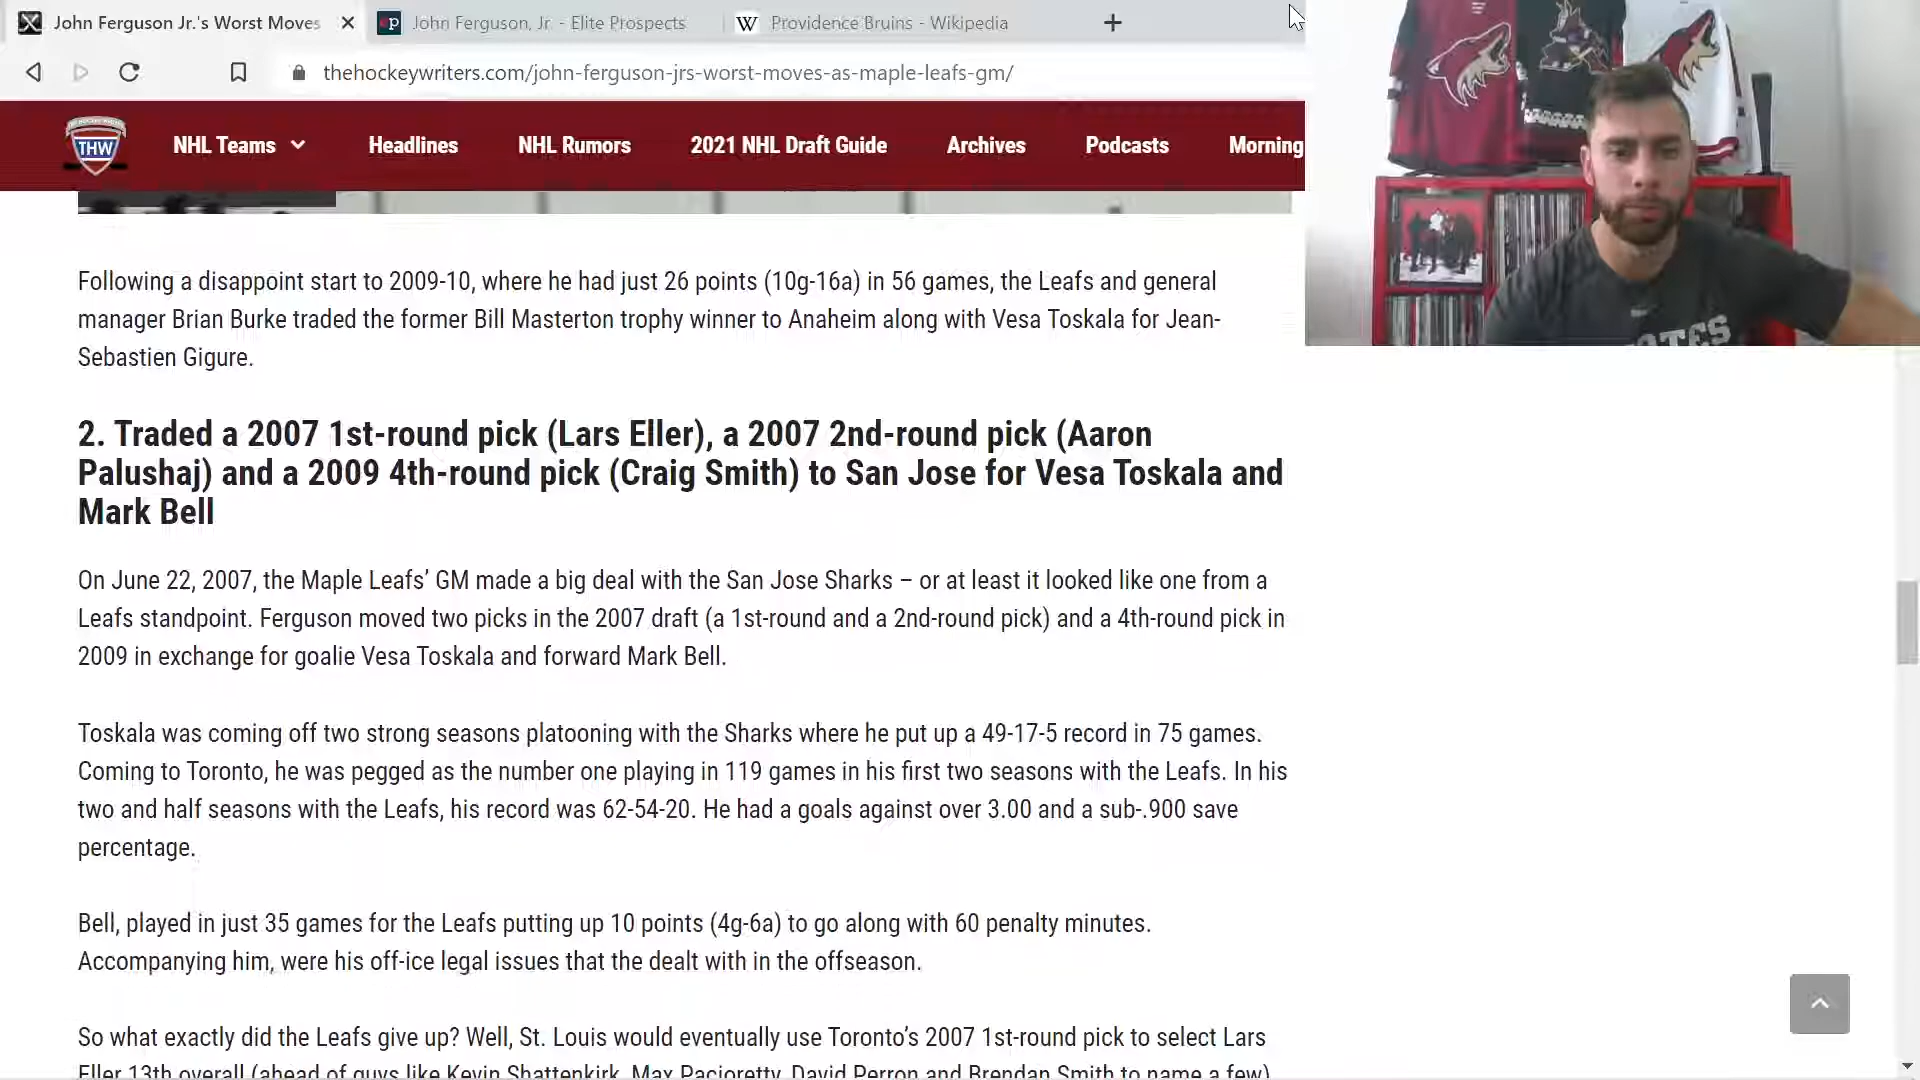 John Ferguson Jr.'s Worst Moves
John Ferguson, Jr. - Elite Prospects
Providence Bruins - Wikipedia
thehockeywriters.com/john-ferguson-jrs-worst-moves-as-maple-leafs-gm/
THW
NHL Teams
Headlines
NHL Rumors
2021 NHL Draft Guide
Archives
Podcasts
Morning
Following a disappoint start to 2009-10, where he had just 26 points (10g-16a) in 56 games, the Leafs and general
manager Brian Burke traded the former Bill Masterton trophy winner to Anaheim along with Vesa Toskala for Jean-
Sebastien Gigure.
2. Traded a 2007 1st-round pick (Lars Eller), a 2007 2nd-round pick (Aaron
Palushaj) and a 2009 4th-round pick (Craig Smith) to San Jose for Vesa Toskala and
Mark Bell
On June 22, 2007, the Maple Leafs’ GM made a big deal with the San Jose Sharks – or at least it looked like one from a
Leafs standpoint. Ferguson moved two picks in the 2007 draft (a 1st-round and a 2nd-round pick) and a 4th-round pick in
2009 in exchange for goalie Vesa Toskala and forward Mark Bell.
Toskala was coming off two strong seasons platooning with the Sharks where he put up a 49-17-5 record in 75 games.
Coming to Toronto, he was pegged as the number one playing in 119 games in his first two seasons with the Leafs. In his
two and half seasons with the Leafs, his record was 62-54-20. He had a goals against over 3.00 and a sub-.900 save
percentage.
Bell, played in just 35 games for the Leafs putting up 10 points (4g-6a) to go along with 60 penalty minutes.
Accompanying him, were his off-ice legal issues that the dealt with in the offseason.
So what exactly did the Leafs give up? Well, St. Louis would eventually use Toronto’s 2007 1st-round pick to select Lars
Eller 13th overall (ahead of guys like Kevin Shattenkirk, Max Pacioretty, David Perron and Brendan Smith to name a few)